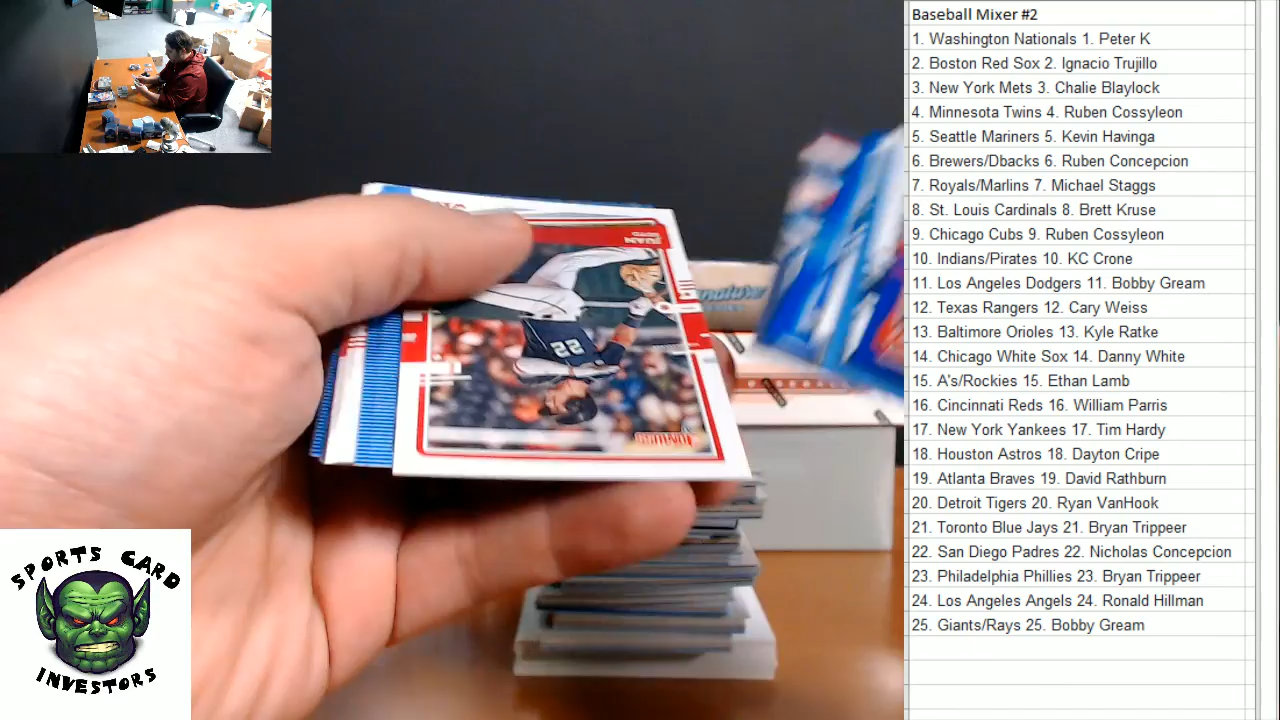 Baseball Mixer #2
1. Washington Nationals 1. Peter K
2. Boston Red Sox 2. Ignacio Trujillo
3. New York Mets 3. Chalie Blaylock
4. Minnesota Twins 4. Ruben Cossyleon
5. Seattle Mariners 5. Kevin Havinga
6. Brewers/Dbacks 6. Ruben Concepcion
7. Royals/Marlins 7. Michael Staggs
8. St. Louis Cardinals 8. Brett Kruse
9. Chicago Cubs 9. Ruben Cossyleon
10. Indians/Pirates 10. KC Crone
11. Los Angeles Dodgers 11. Bobby Gream
12. Texas Rangers 12. Cary Weiss
13. Baltimore Orioles 13. Kyle Ratke
14. Chicago White Sox 14. Danny White
15. A's/Rockies 15. Ethan Lamb
16. Cincinnati Reds 16. William Parris
17. New York Yankees 17. Tim Hardy
18. Houston Astros 18. Dayton Cripe
19. Atlanta Braves 19. David Rathburn
20. Detroit Tigers 20. Ryan VanHook
21. Toronto Blue Jays 21. Bryan Trippeer
22. San Diego Padres 22. Nicholas Concepcion
23. Philadelphia Phillies 23. Bryan Trippeer
24. Los Angeles Angels 24. Ronald Hillman
25. Giants/Rays 25. Bobby Gream
JUAN
SOTO
22
DONRUSS
SPORTS CARD
INVESTORS